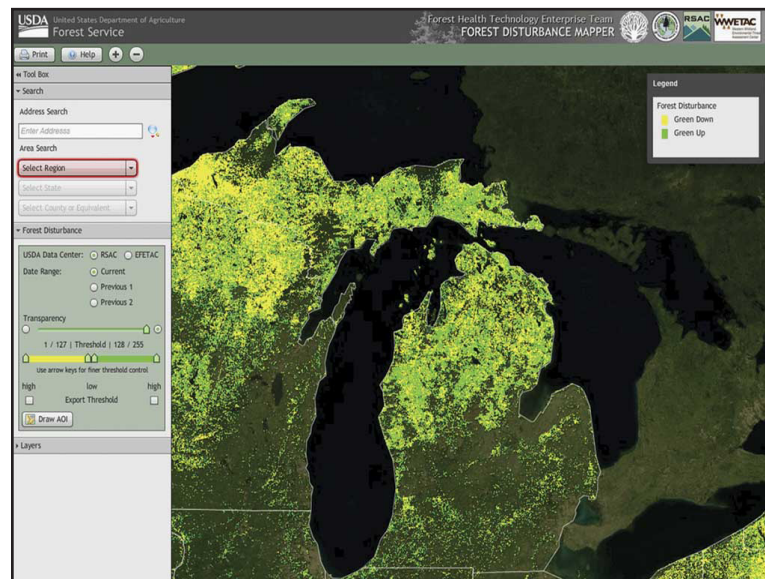 USDA United States Department of Agriculture
Forest Service
Forest Health Technology Enterprise Team
FOREST DISTURBANCE MAPPER
RSAC
WWETAC
Print
Help
Tool Box
Search
Address Search
Enter Addresss
Area Search
Select Region
Select State
Select County or Equivalent
Forest Disturbance
USDA Data Center: RSAC EFETAC
Date Range: Current
Previous 1
Previous 2
Transparency
1 / 127 | Threshold | 128 / 255
Use arrow keys for finer threshold control
high low high
Export Threshold
Draw AOI
Layers
Legend
Forest Disturbance
Green Down
Green Up